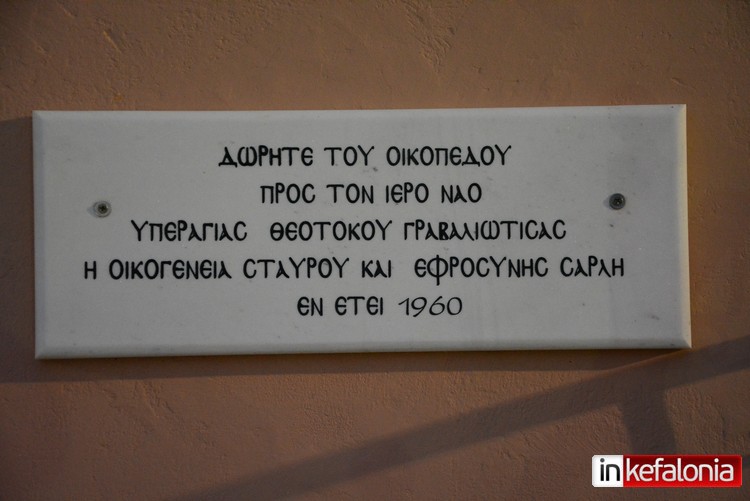 ΔΩΡΗΤΕ ΤΟΥ ΟΙΚΟΠΕΔΟΥ
ΠΡΟΣ ΤΟΝ ΙΕΡΟ ΝΑΟ
ΥΠΕΡΑΓΙΑΣ ΘΕΟΤΟΚΟΥ ΓΡΑΒΑΛΙΩΤΙΣΑΣ
Η ΟΙΚΟΓΕΝΕΙΑ ΣΤΑΥΡΟΥ ΚΑΙ ΕΦΡΟΣΥΝΗΣ ΣΑΡΛΗ
ΕΝ ΕΤΕΙ 1960
inkefalonia